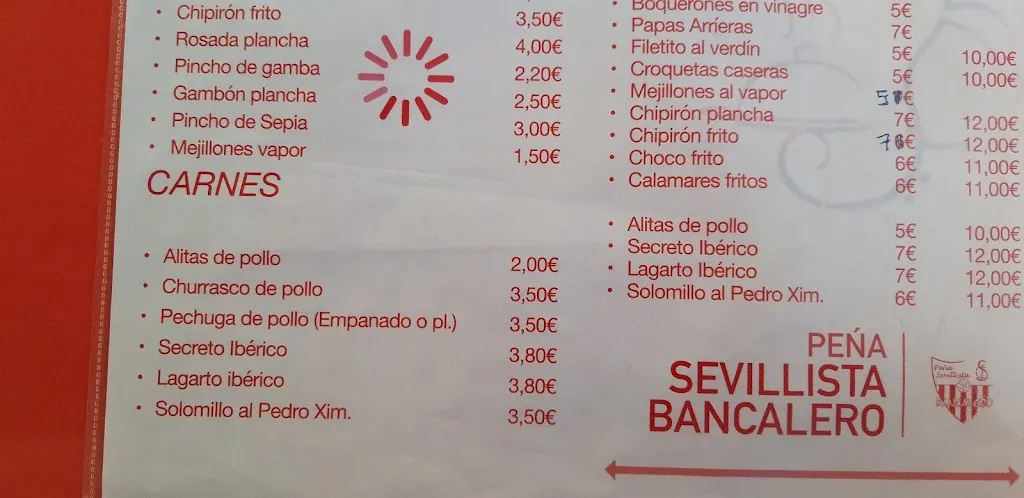 Chipirón frito 3,50€
Rosada plancha 4,00€
Pincho de gamba 2,20€
Gambón plancha 2,50€
Pincho de Sepia 3,00€
Mejillones vapor 1,50€
CARNES
Alitas de pollo 2,00€
Churrasco de pollo 3,50€
Pechuga de pollo (Empanado o pl.) 3,50€
Secreto Ibérico 3,80€
Lagarto ibérico 3,80€
Solomillo al Pedro Xim. 3,50€
Boquerones en vinagre 5€
Papas Arríeras 7€
Filetito al verdín 5€ 10,00€
Croquetas caseras 5€ 10,00€
Mejillones al vapor 5 €
Chipirón plancha 7€ 12,00€
Chipirón frito 7 € 12,00€
Choco frito 6€ 11,00€
Calamares fritos 6€ 11,00€
Alitas de pollo 5€ 10,00€
Secreto Ibérico 7€ 12,00€
Lagarto Ibérico 7€ 12,00€
Solomillo al Pedro Xim. 6€ 11,00€
PEŃA
SEVILLISTA
BANCALERO
Peña
Sevillista